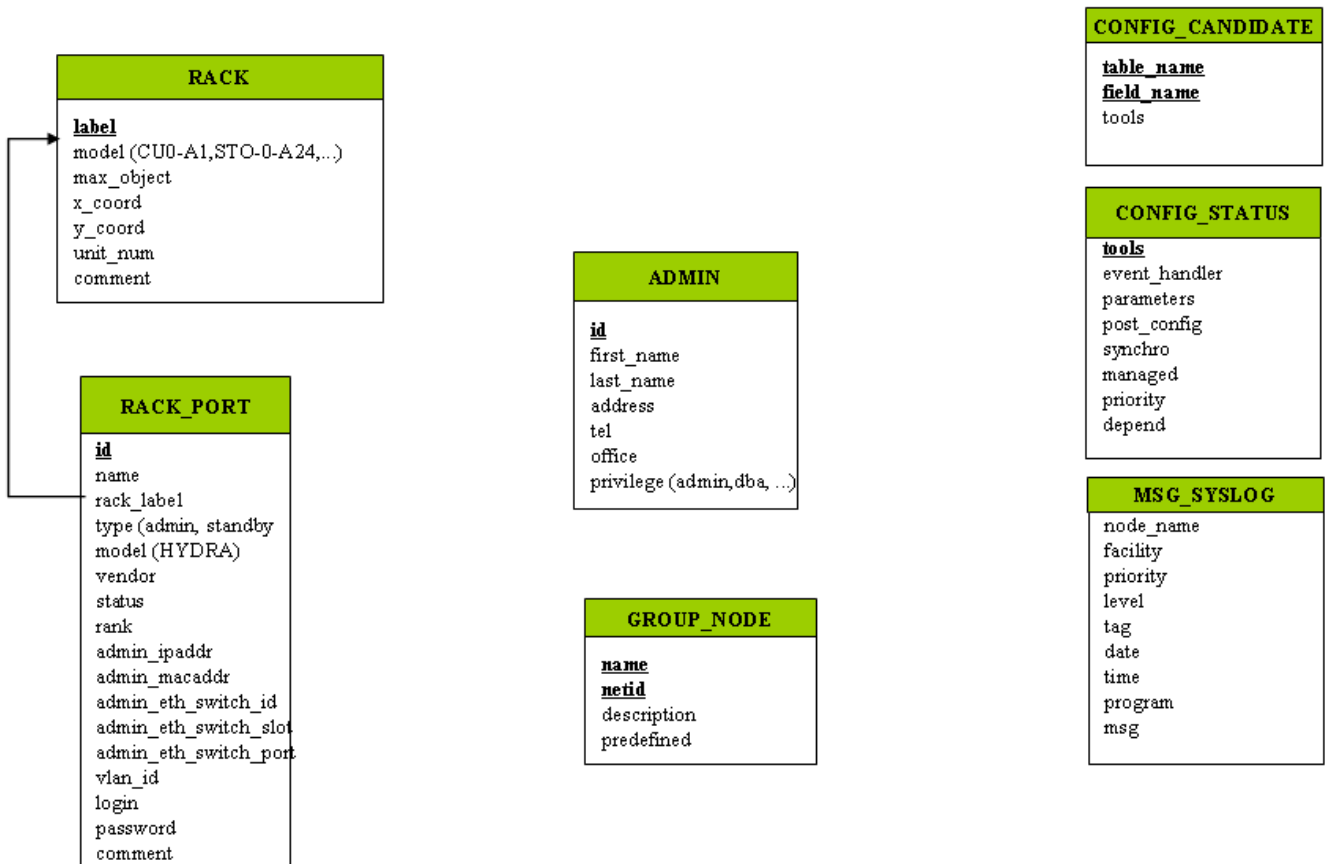 RACK
label
model (CU0-A1,STO-0-A24,...)
max_object
x_coord
y_coord
unit_num
comment
RACK_PORT
id
name
rack_label
type (admin, standby
model (HYDRA)
vendor
status
rank
admin_ipaddr
admin_macaddr
admin_eth_switch_id
admin_eth_switch_slot
admin_eth_switch_port
vlan_id
login
password
comment
ADMIN
id
first_name
last_name
address
tel
office
privilege (admin,dba, ...)
GROUP_NODE
name
netid
description
predefined
CONFIG_CANDIDATE
table_name
field_name
tools
CONFIG_STATUS
tools
event_handler
parameters
post_config
synchro
managed
priority
depend
MSG_SYSLOG
node_name
facility
priority
level
tag
date
time
program
msg